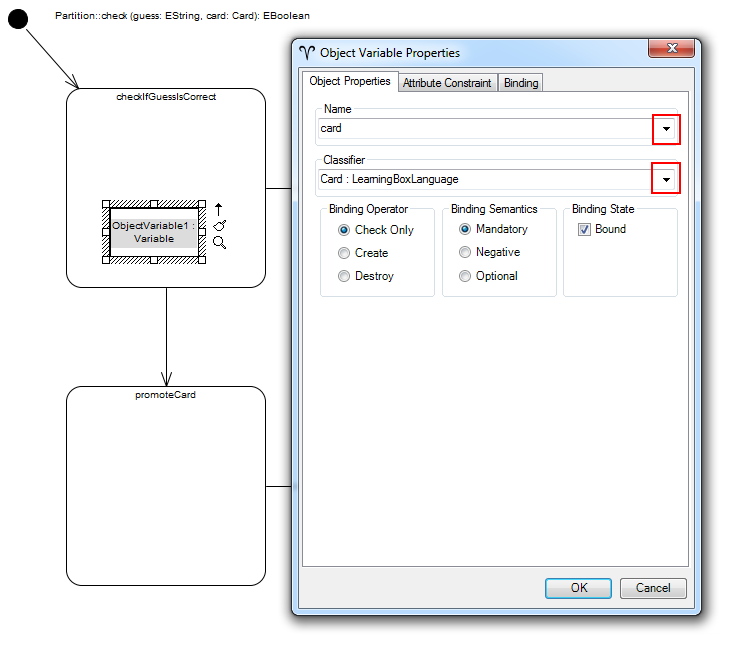 Partition::check (guess: EString, card: Card): EBoolean
checkIfGuessIsCorrect
ObjectVariable1 :
Variable
promoteCard
Object Variable Properties
Object Properties Attribute Constraint Binding
Name
card
Classifier
Card : LearningBoxLanguage
Binding Operator
Check Only
Create
Destroy
Binding Semantics
Mandatory
Negative
Optional
Binding State
Bound
OK Cancel